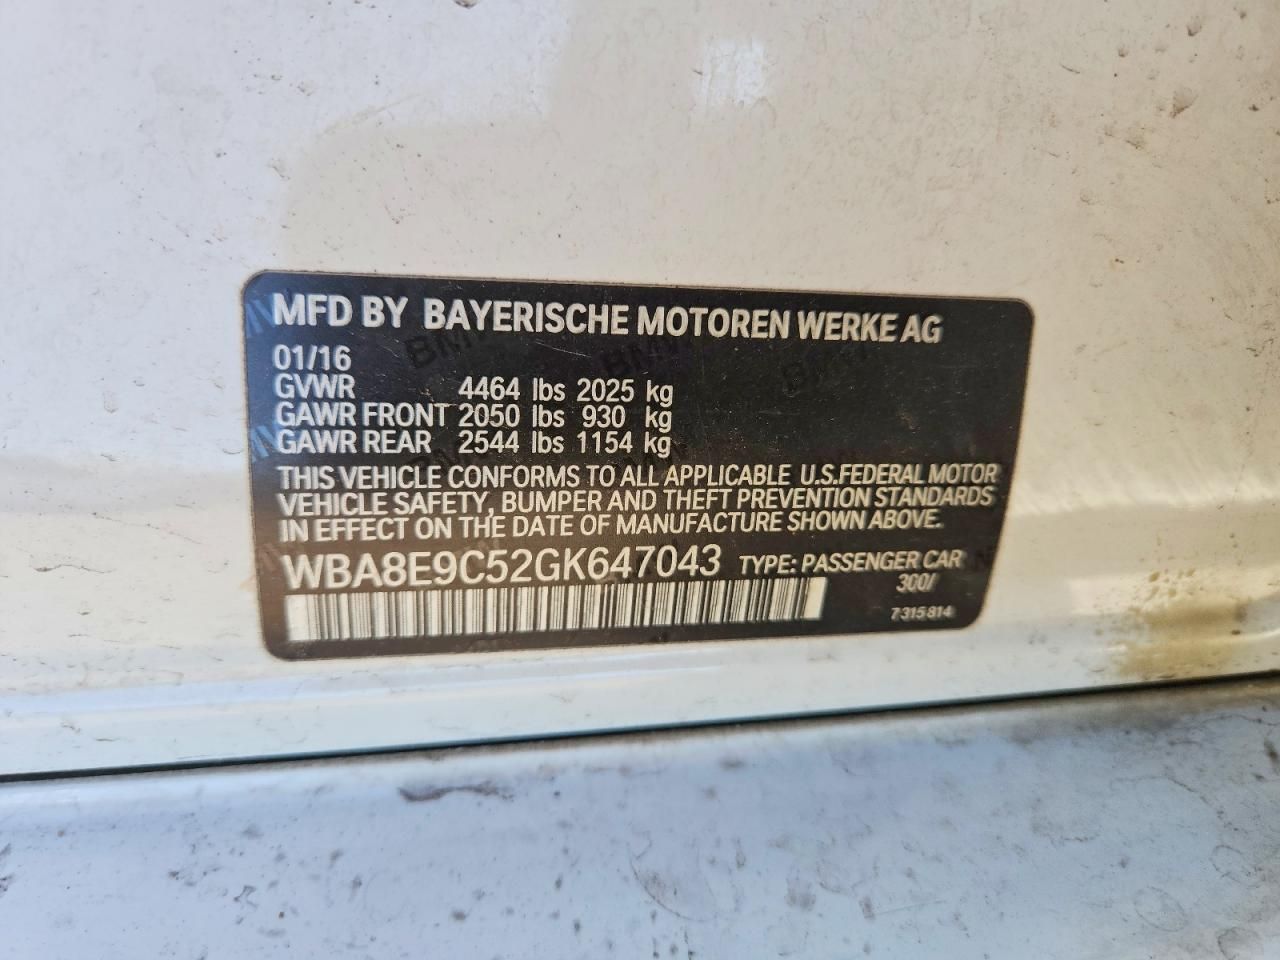 MFD BY BAYERISCHE MOTOREN WERKE AG
01/16
GVWR 4464 lbs 2025 kg
GAWR FRONT 2050 lbs 930 kg
GAWR REAR 2544 lbs 1154 kg
THIS VEHICLE CONFORMS TO ALL APPLICABLE U.S.FEDERAL MOTOR
VEHICLE SAFETY, BUMPER AND THEFT PREVENTION STANDARDS
IN EFFECT ON THE DATE OF MANUFACTURE SHOWN ABOVE.
WBA8E9C52GK647043 TYPE: PASSENGER CAR
300/
7 315 814